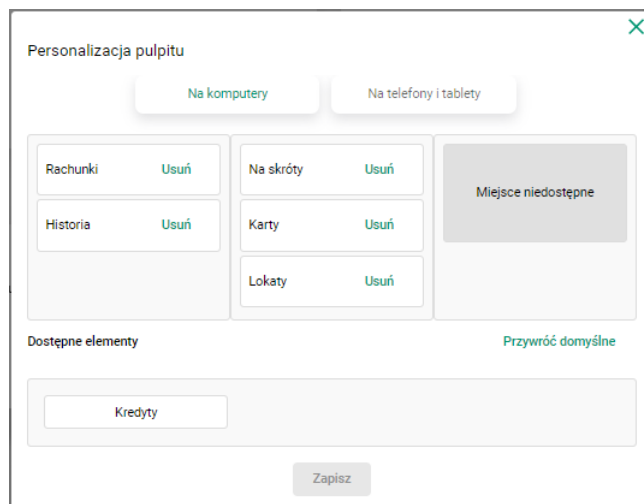 Personalizacja pulpitu
Na komputery
Na telefony i tablety
Rachunki Usuń
Historia Usuń
Na skróty Usuń
Karty Usuń
Lokaty Usuń
Miejsce niedostępne
Dostępne elementy
Przywróć domyślne
Kredyty
Zapisz